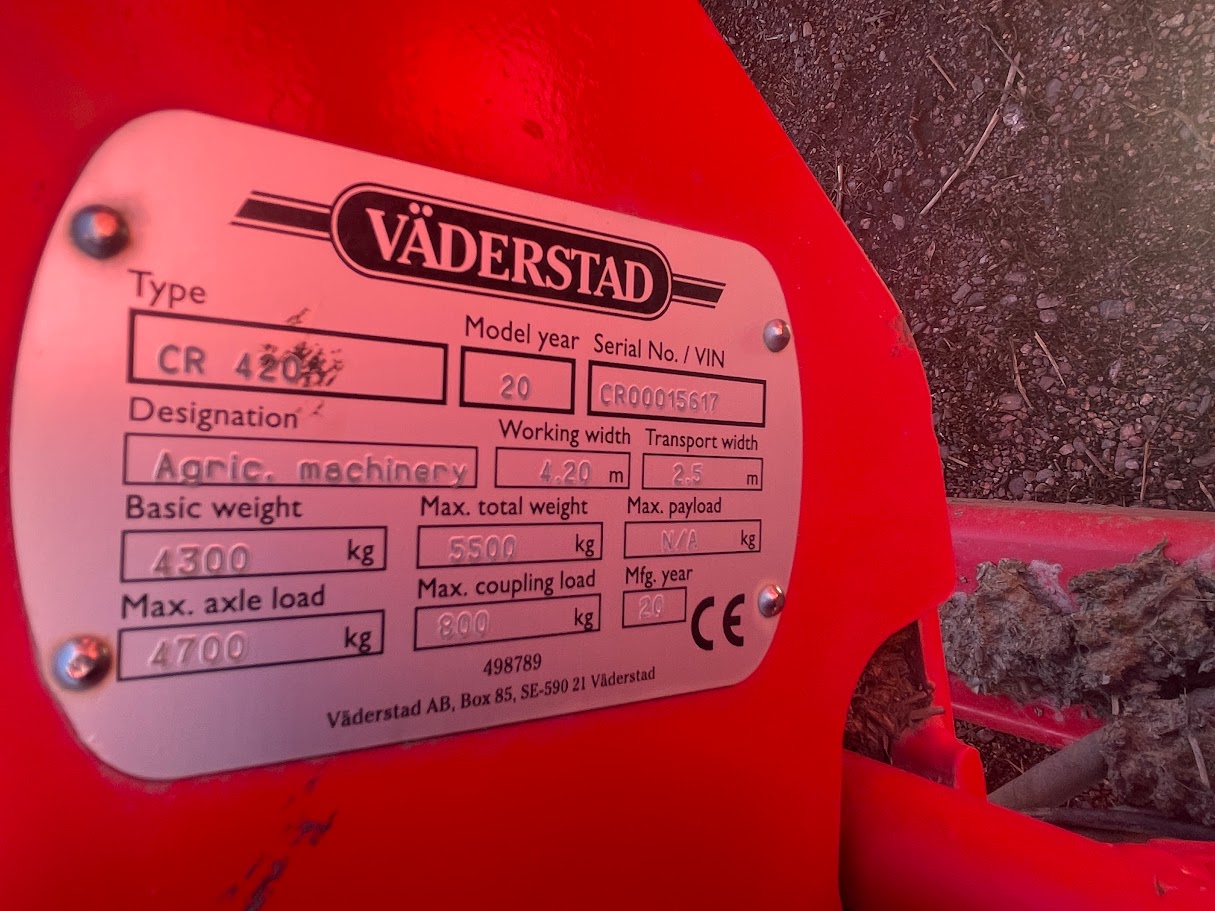 VÄDERSTAD
Type Model year Serial No. / VIN
CR 420 20 CR00015617
Designation Working width Transport width
Agric. machinery 4.20 m 2.5 m
Basic weight Max. total weight Max. payload
4300 kg 5500 kg N/A kg
Max. axle load Max. coupling load Mfg. year
4700 kg 800 kg 20 CE
498789
Väderstad AB, Box 85, SE-590 21 Väderstad